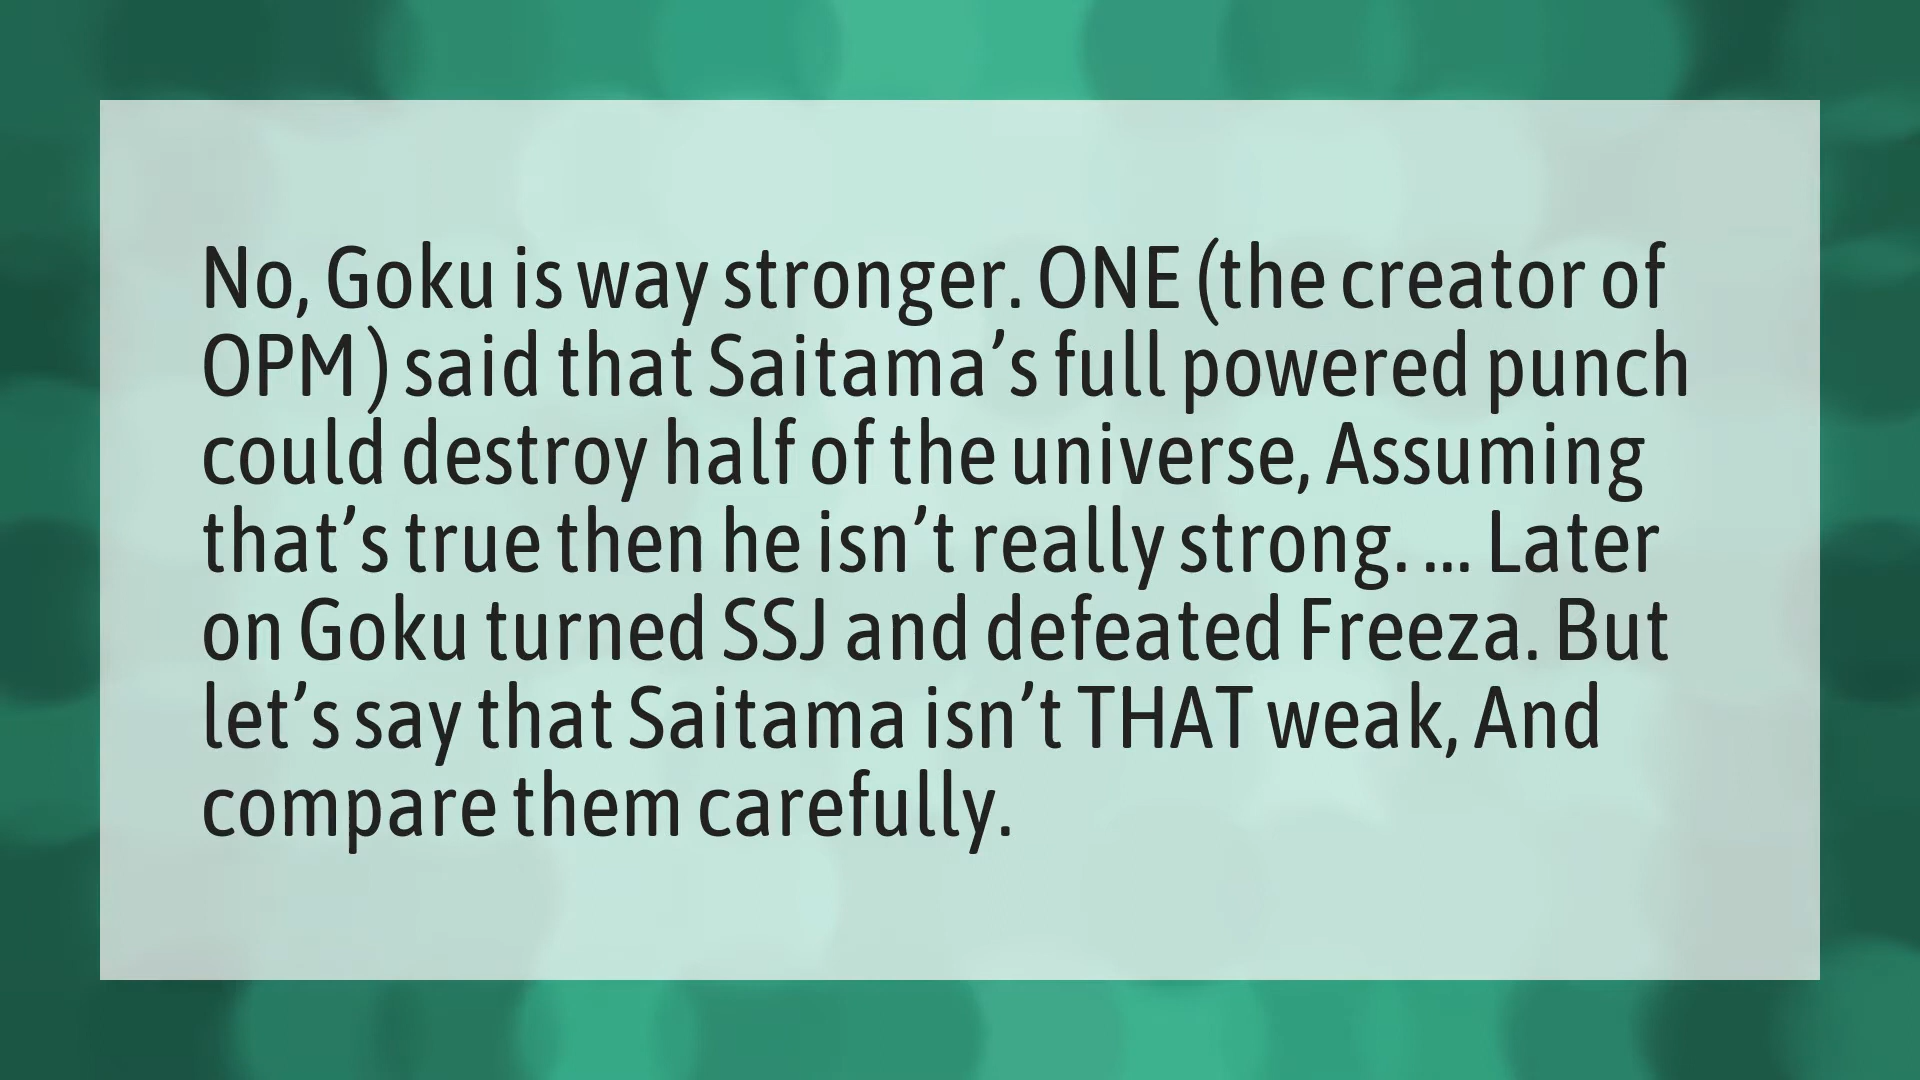 No, Goku is way stronger. ONE (the creator of
OPM) said that Saitama’s full powered punch
could destroy half of the universe, Assuming
that’s true then he isn’t really strong. ... Later
on Goku turned SSJ and defeated Freeza. But
let’s say that Saitama isn’t THAT weak, And
compare them carefully.